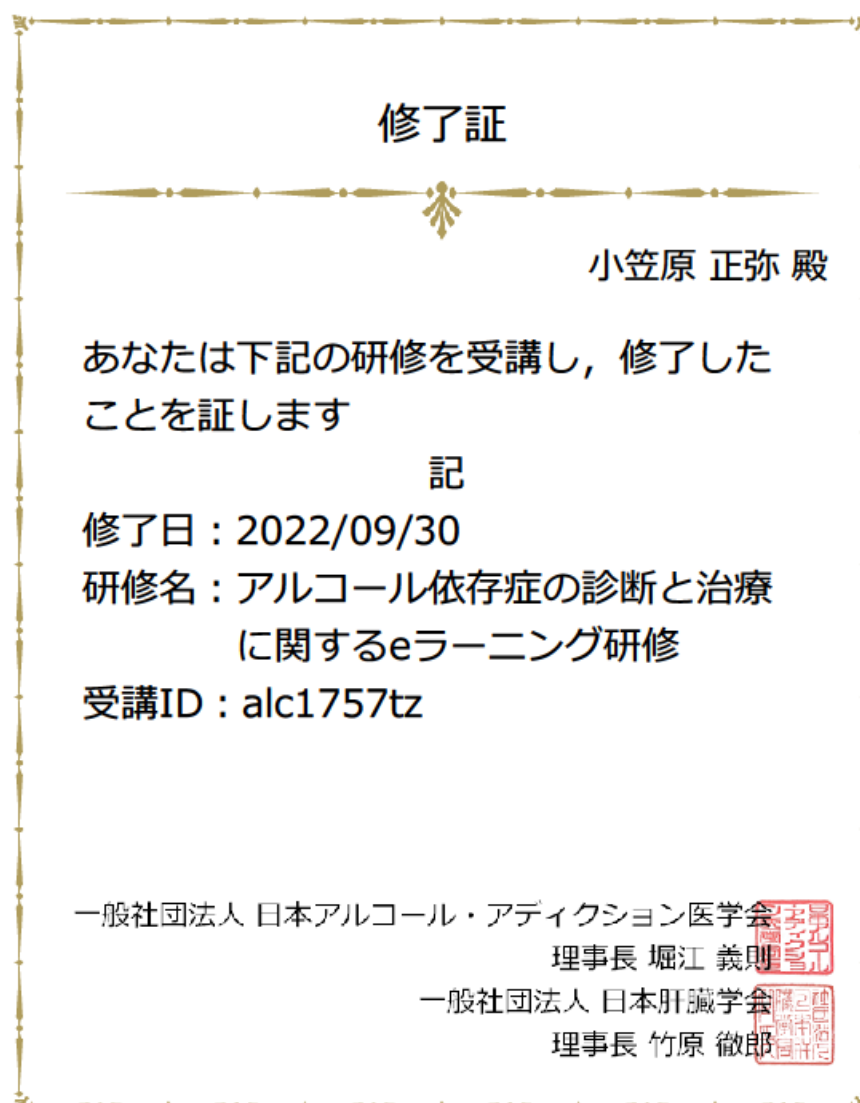 修了証
小笠原 正弥 殿
あなたは下記の研修を受講し，修了した
ことを証します
記
修了日：2022/09/30
研修名：アルコール依存症の診断と治療
に関するeラーニング研修
受講ID：alc1757tz
一般社団法人 日本アルコール・アディクション医学会
理事長 堀江 義則
一般社団法人 日本肝臓学会
理事長 竹原 徹郎